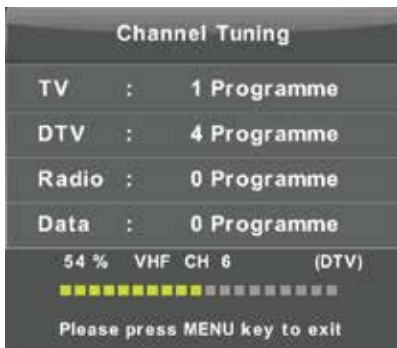 Channel Tuning
TV : 1 Programme
DTV : 4 Programme
Radio : 0 Programme
Data : 0 Programme
54 % VHF CH 6 (DTV)
Please press MENU key to exit